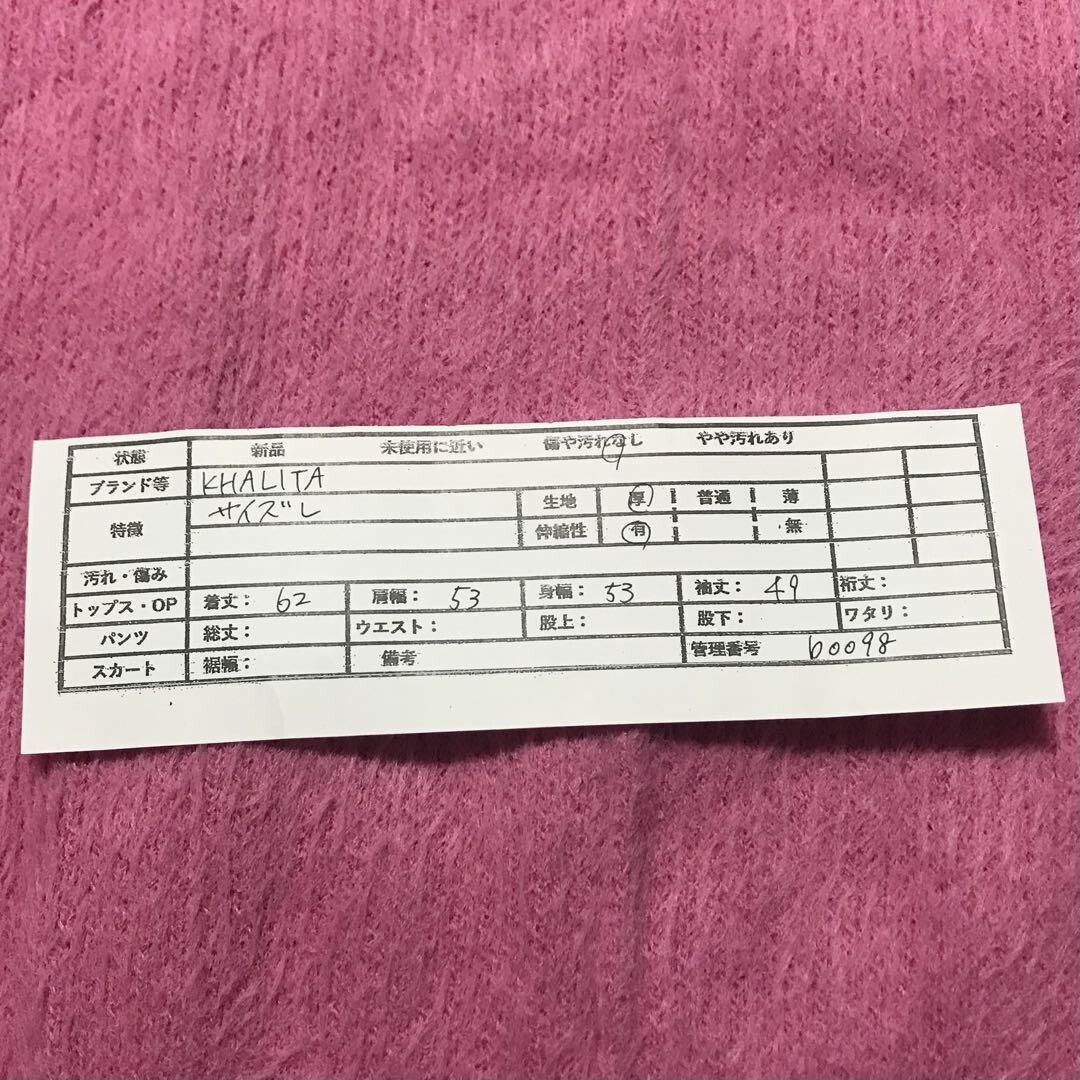 状態 新品 未使用に近い 傷や汚れなし やや汚れあり
ブランド等 KHALITA
特徴 サイズL 生地 厚 普通 薄
伸縮性 有 無
汚れ・傷み
トップス・OP 着丈: 62 肩幅: 53 身幅: 53 袖丈: 49 裄丈:
パンツ 総丈: ウエスト: 股上: 股下: ワタリ:
スカート 裾幅: 備考 管理番号 b0098